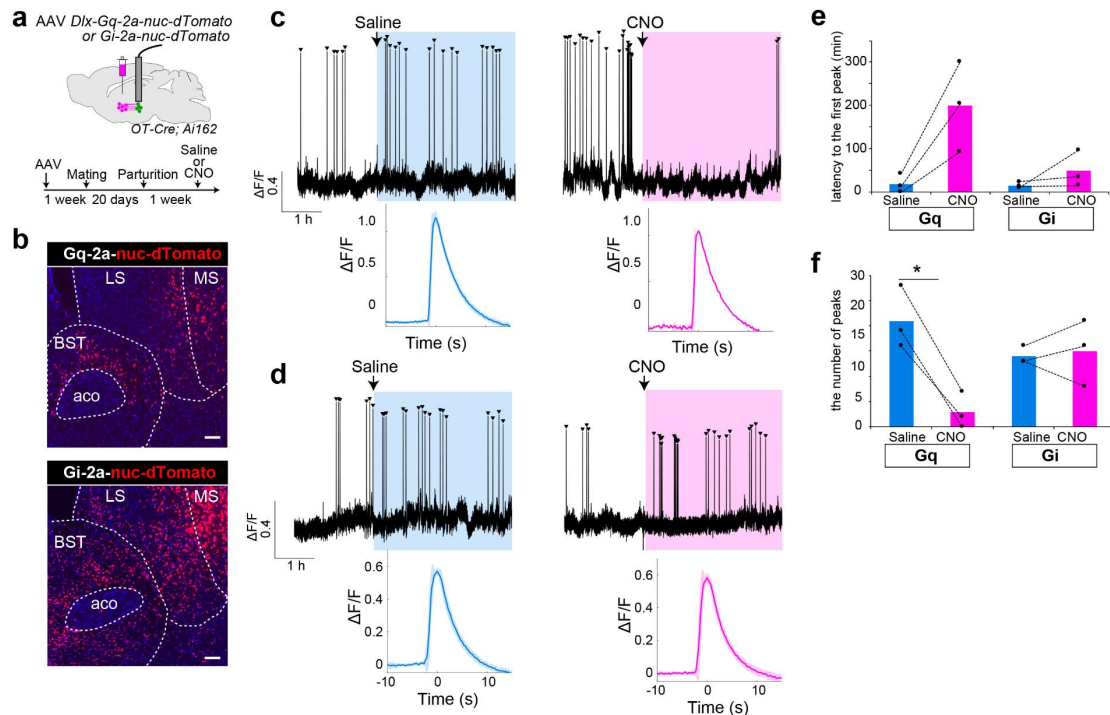 a
AAV Dlx-Gq-2a-nuc-dTomato
or Gi-2a-nuc-dTomato
OT-Cre; Ai162
Saline
or
CNO
AAV Mating Parturition
1 week 20 days 1 week
b
Gq-2a-nuc-dTomato
LS MS
BST
aco
Gi-2a-nuc-dTomato
LS MS
BST
aco
c
Saline CNO
ΔF/F
0.4
1 h
ΔF/F
1.0
0.5
0
Time (s)
ΔF/F
1.0
0.5
0
Time (s)
d
Saline CNO
ΔF/F
0.4
1 h
ΔF/F
0.6
0.4
0.2
0
-10 0 10
Time (s)
ΔF/F
0.6
0.4
0.2
0
-10 0 10
Time (s)
e
latency to the first peak (min)
300
200
100
0
Saline CNO Saline CNO
Gq Gi
f
the number of peaks
30
25
20
15
10
5
0
*
Saline CNO Saline CNO
Gq Gi